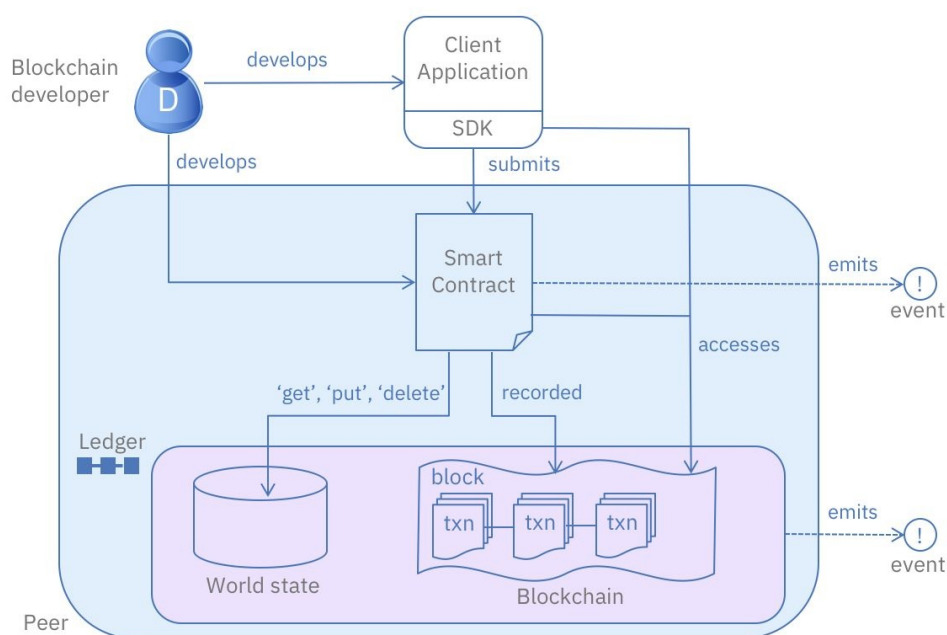 Blockchain
developer
D
develops
Client
Application
SDK
develops
submits
Smart
Contract
emits
!
event
accesses
‘get’, ‘put’, ‘delete’
recorded
Ledger
block
txn
txn
txn
World state
Blockchain
emits
!
event
Peer